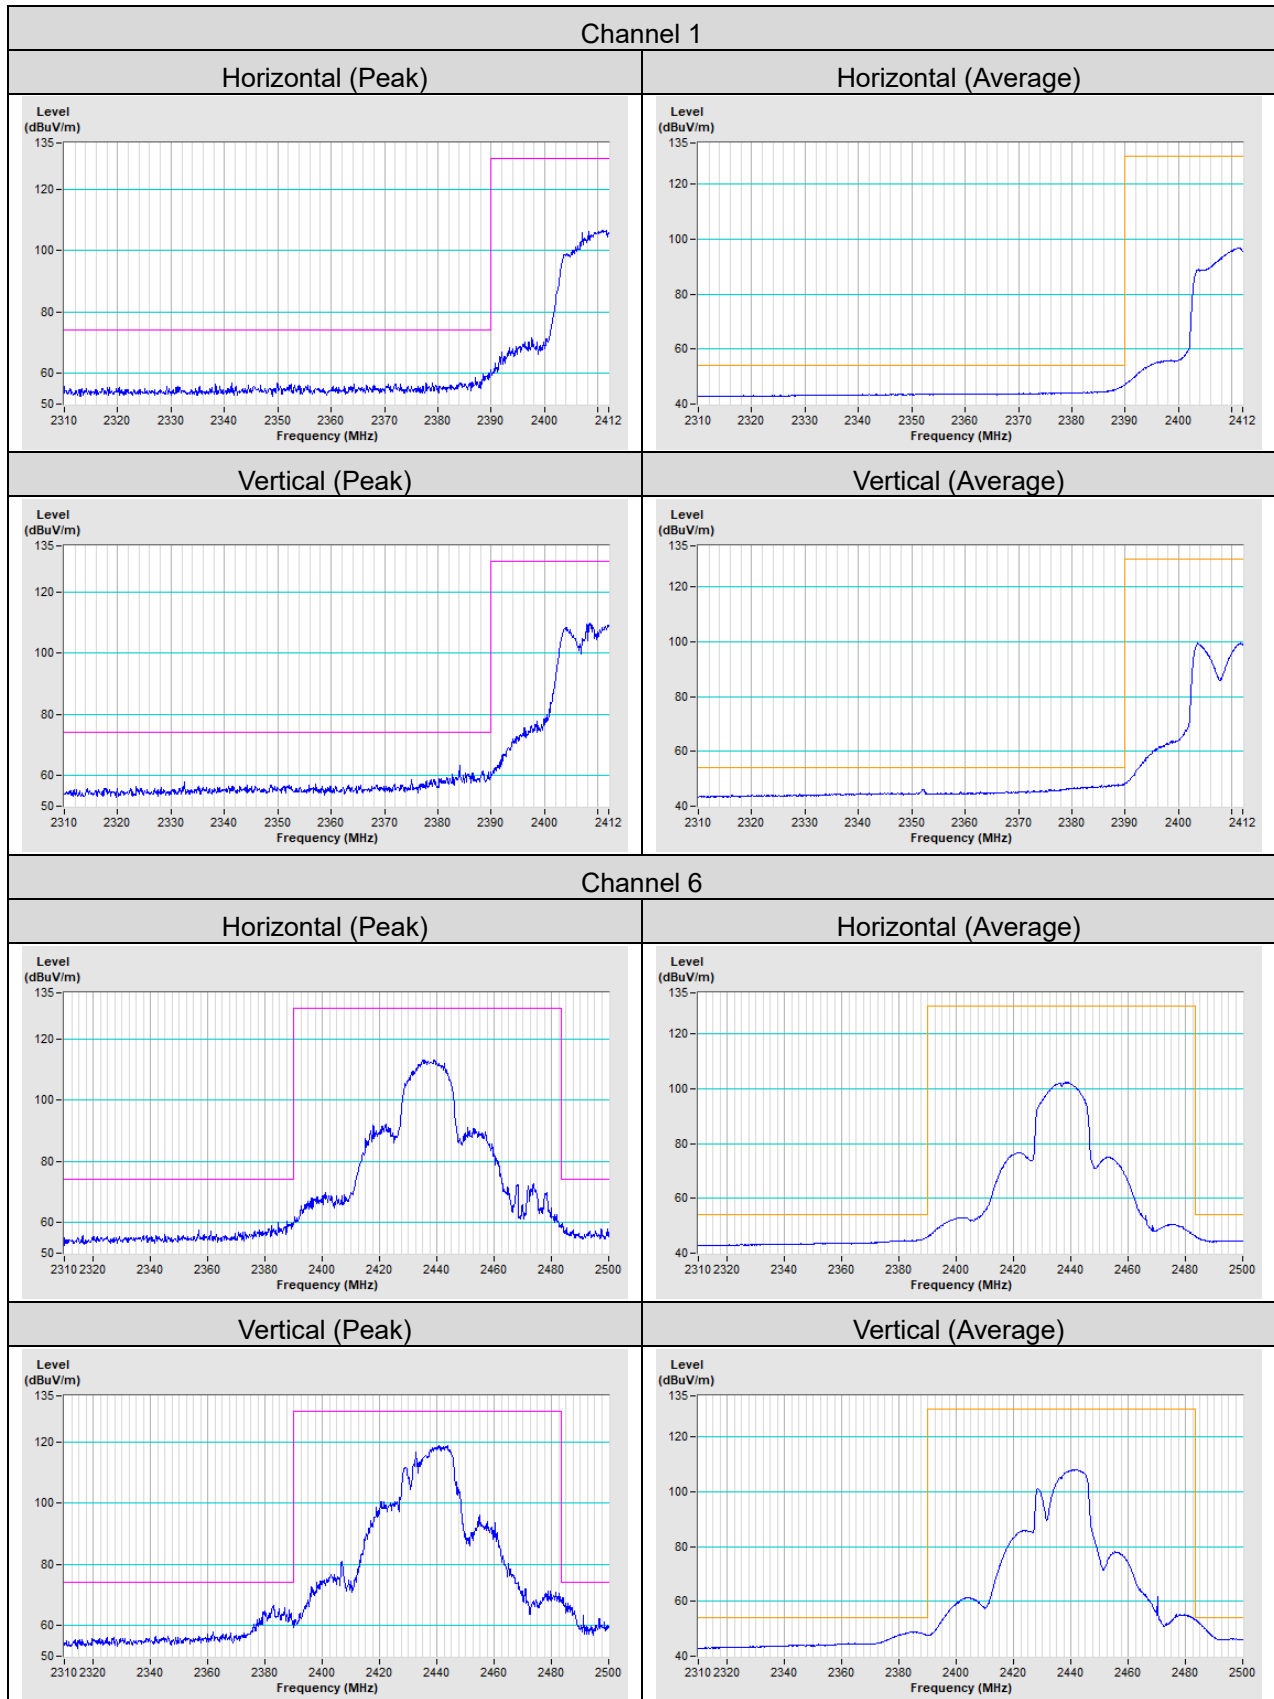 Channel 1
Horizontal (Peak) Horizontal (Average)
Level Level
(dBuV/m) (dBuV/m)
135 135
120 120
100 100
80 80
60 60
50 40
2310 2320 2330 2340 2350 2360 2370 2380 2390 2400 2412 2310 2320 2330 2340 2350 2360 2370 2380 2390 2400 2412
Frequency (MHz) Frequency (MHz)
Vertical (Peak) Vertical (Average)
Level Level
(dBuV/m) (dBuV/m)
135 135
120 120
100 100
80 80
60 60
50 40
2310 2320 2330 2340 2350 2360 2370 2380 2390 2400 2412 2310 2320 2330 2340 2350 2360 2370 2380 2390 2400 2412
Frequency (MHz) Frequency (MHz)
Channel 6
Horizontal (Peak) Horizontal (Average)
Level Level
(dBuV/m) (dBuV/m)
135 135
120 120
100 100
80 80
60 60
50 40
2310 2320 2340 2360 2380 2400 2420 2440 2460 2480 2500 2310 2320 2340 2360 2380 2400 2420 2440 2460 2480 2500
Frequency (MHz) Frequency (MHz)
Vertical (Peak) Vertical (Average)
Level Level
(dBuV/m) (dBuV/m)
135 135
120 120
100 100
80 80
60 60
50 40
2310 2320 2340 2360 2380 2400 2420 2440 2460 2480 2500 2310 2320 2340 2360 2380 2400 2420 2440 2460 2480 2500
Frequency (MHz) Frequency (MHz)